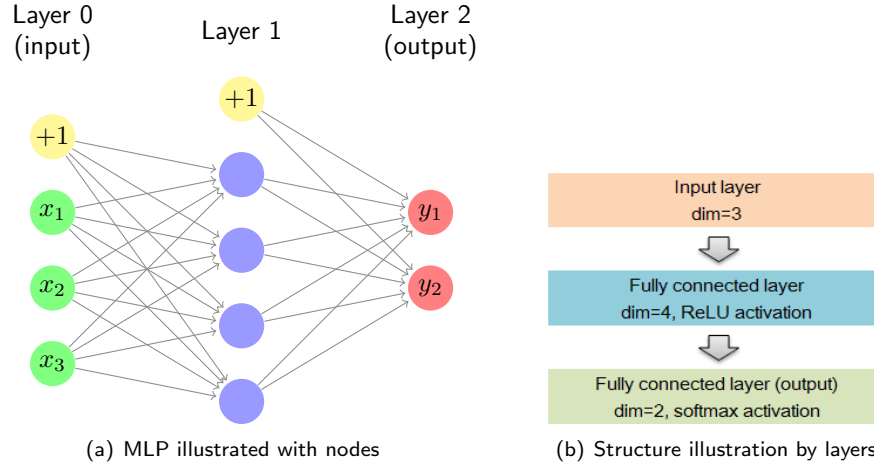 Layer 0
(input)
Layer 1
Layer 2
(output)
+1
+1
x1
x2
x3
y1
y2
Input layer
dim=3
Fully connected layer
dim=4, ReLU activation
Fully connected layer (output)
dim=2, softmax activation
(a) MLP illustrated with nodes
(b) Structure illustration by layers